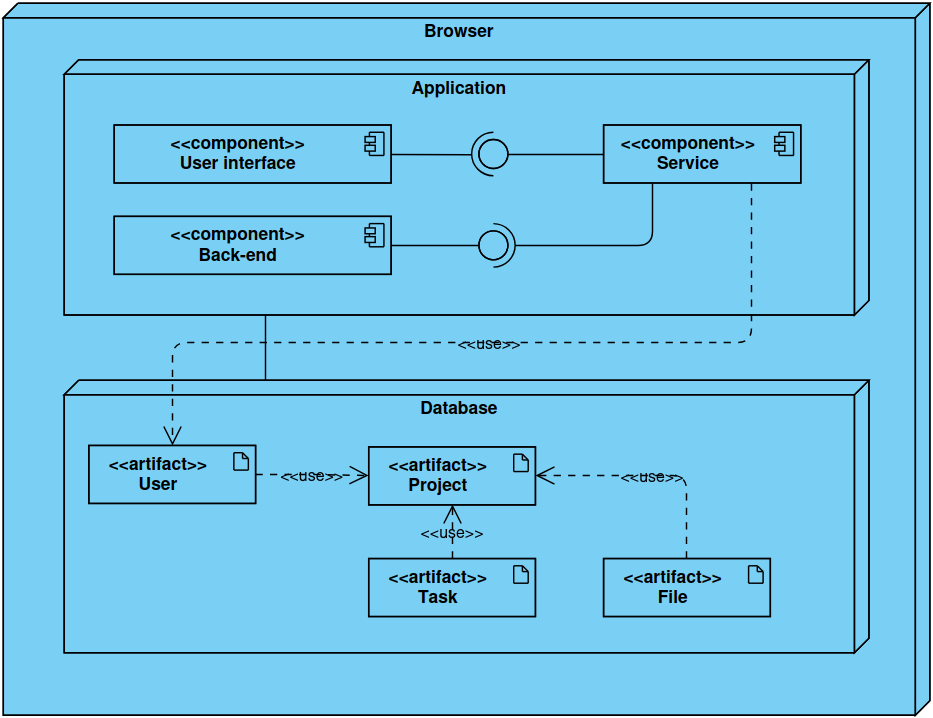 Browser
Application
<<component>>
User interface
<<component>>
Service
<<component>>
Back-end
<<use>>
Database
<<artifact>>
User
<<use>>
<<artifact>>
Project
<<use>>
<<use>>
<<artifact>>
Task
<<artifact>>
File